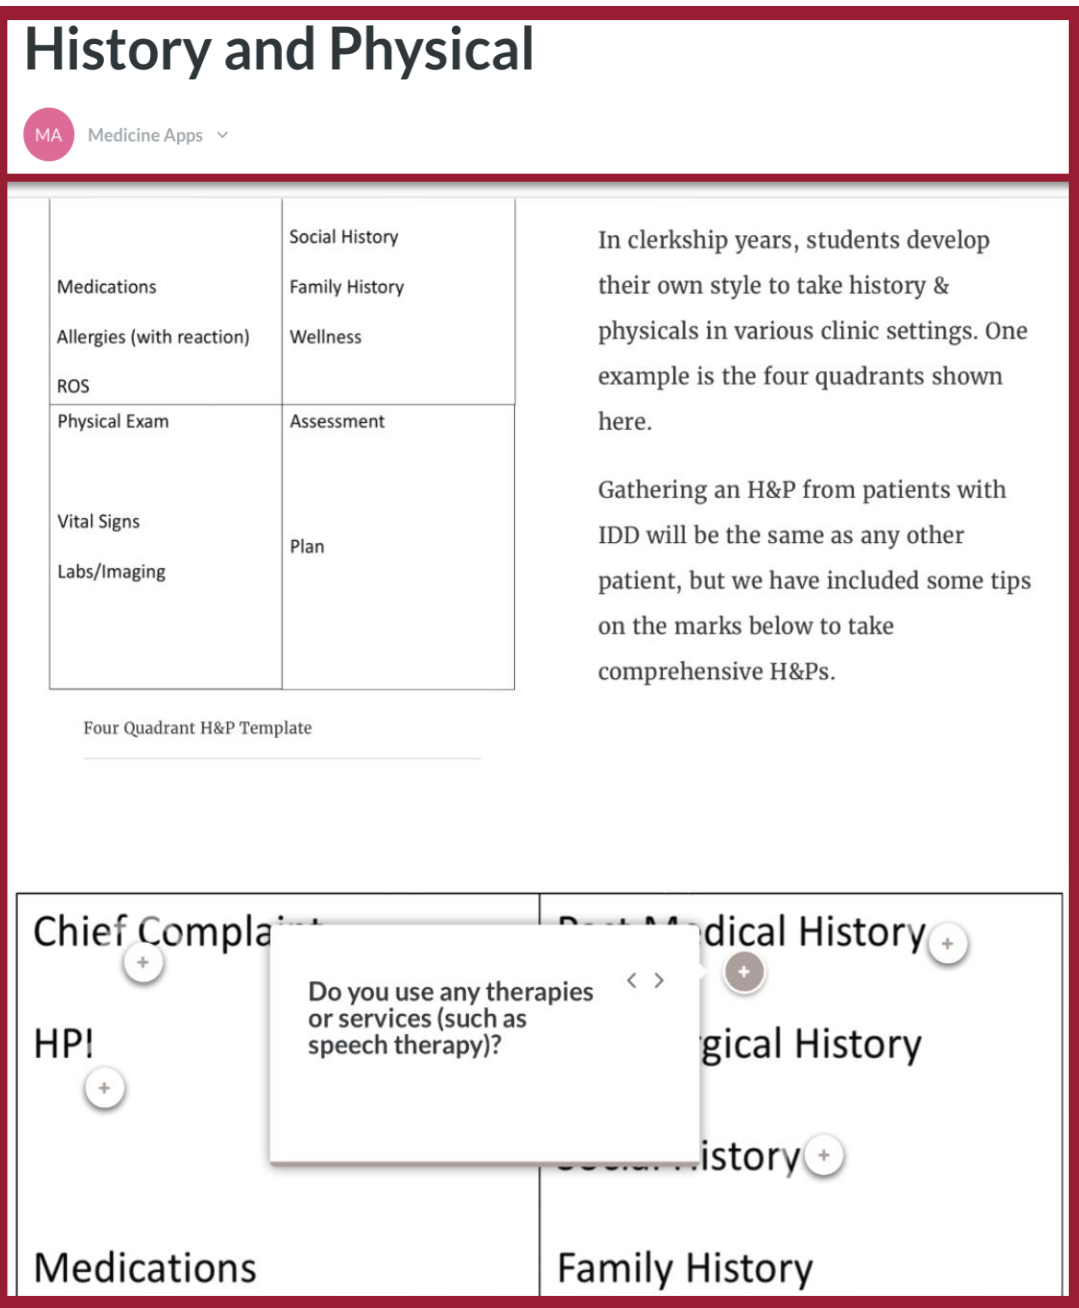 History and Physical
MA
Medicine Apps
Social History
Medications
Family History
Allergies (with reaction)
Wellness
ROS
Physical Exam
Assessment
Vital Signs
Plan
Labs/Imaging
Four Quadrant H&P Template
In clerkship years, students develop
their own style to take history &
physicals in various clinic settings. One
example is the four quadrants shown
here.
Gathering an H&P from patients with
IDD will be the same as any other
patient, but we have included some tips
on the marks below to take
comprehensive H&Ps.
Chief
History
Do you use any therapies
or services (such as
speech therapy)?
HPI
History
Medications
Family History